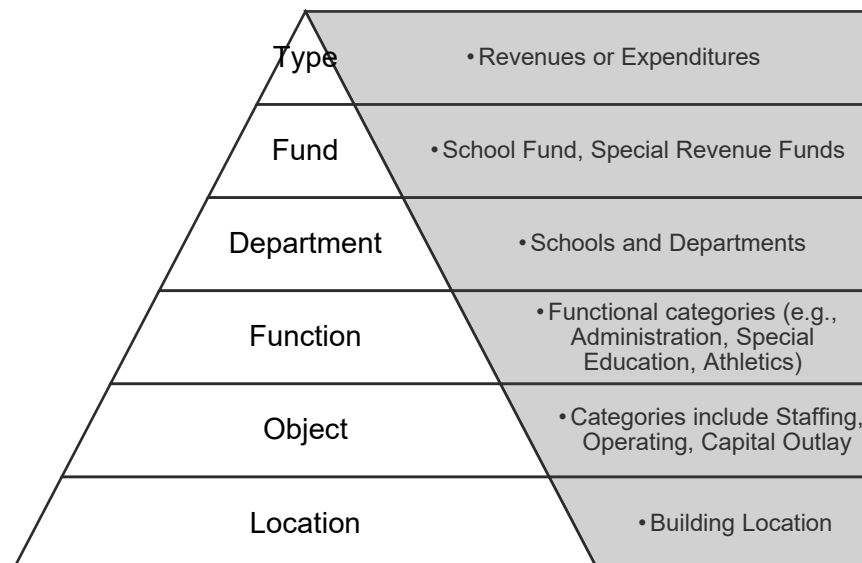 Type
• Revenues or Expenditures
Fund
• School Fund, Special Revenue Funds
Department
• Schools and Departments
Function
• Functional categories (e.g.,
Administration, Special
Education, Athletics)
Object
• Categories include Staffing,
Operating, Capital Outlay
Location
• Building Location